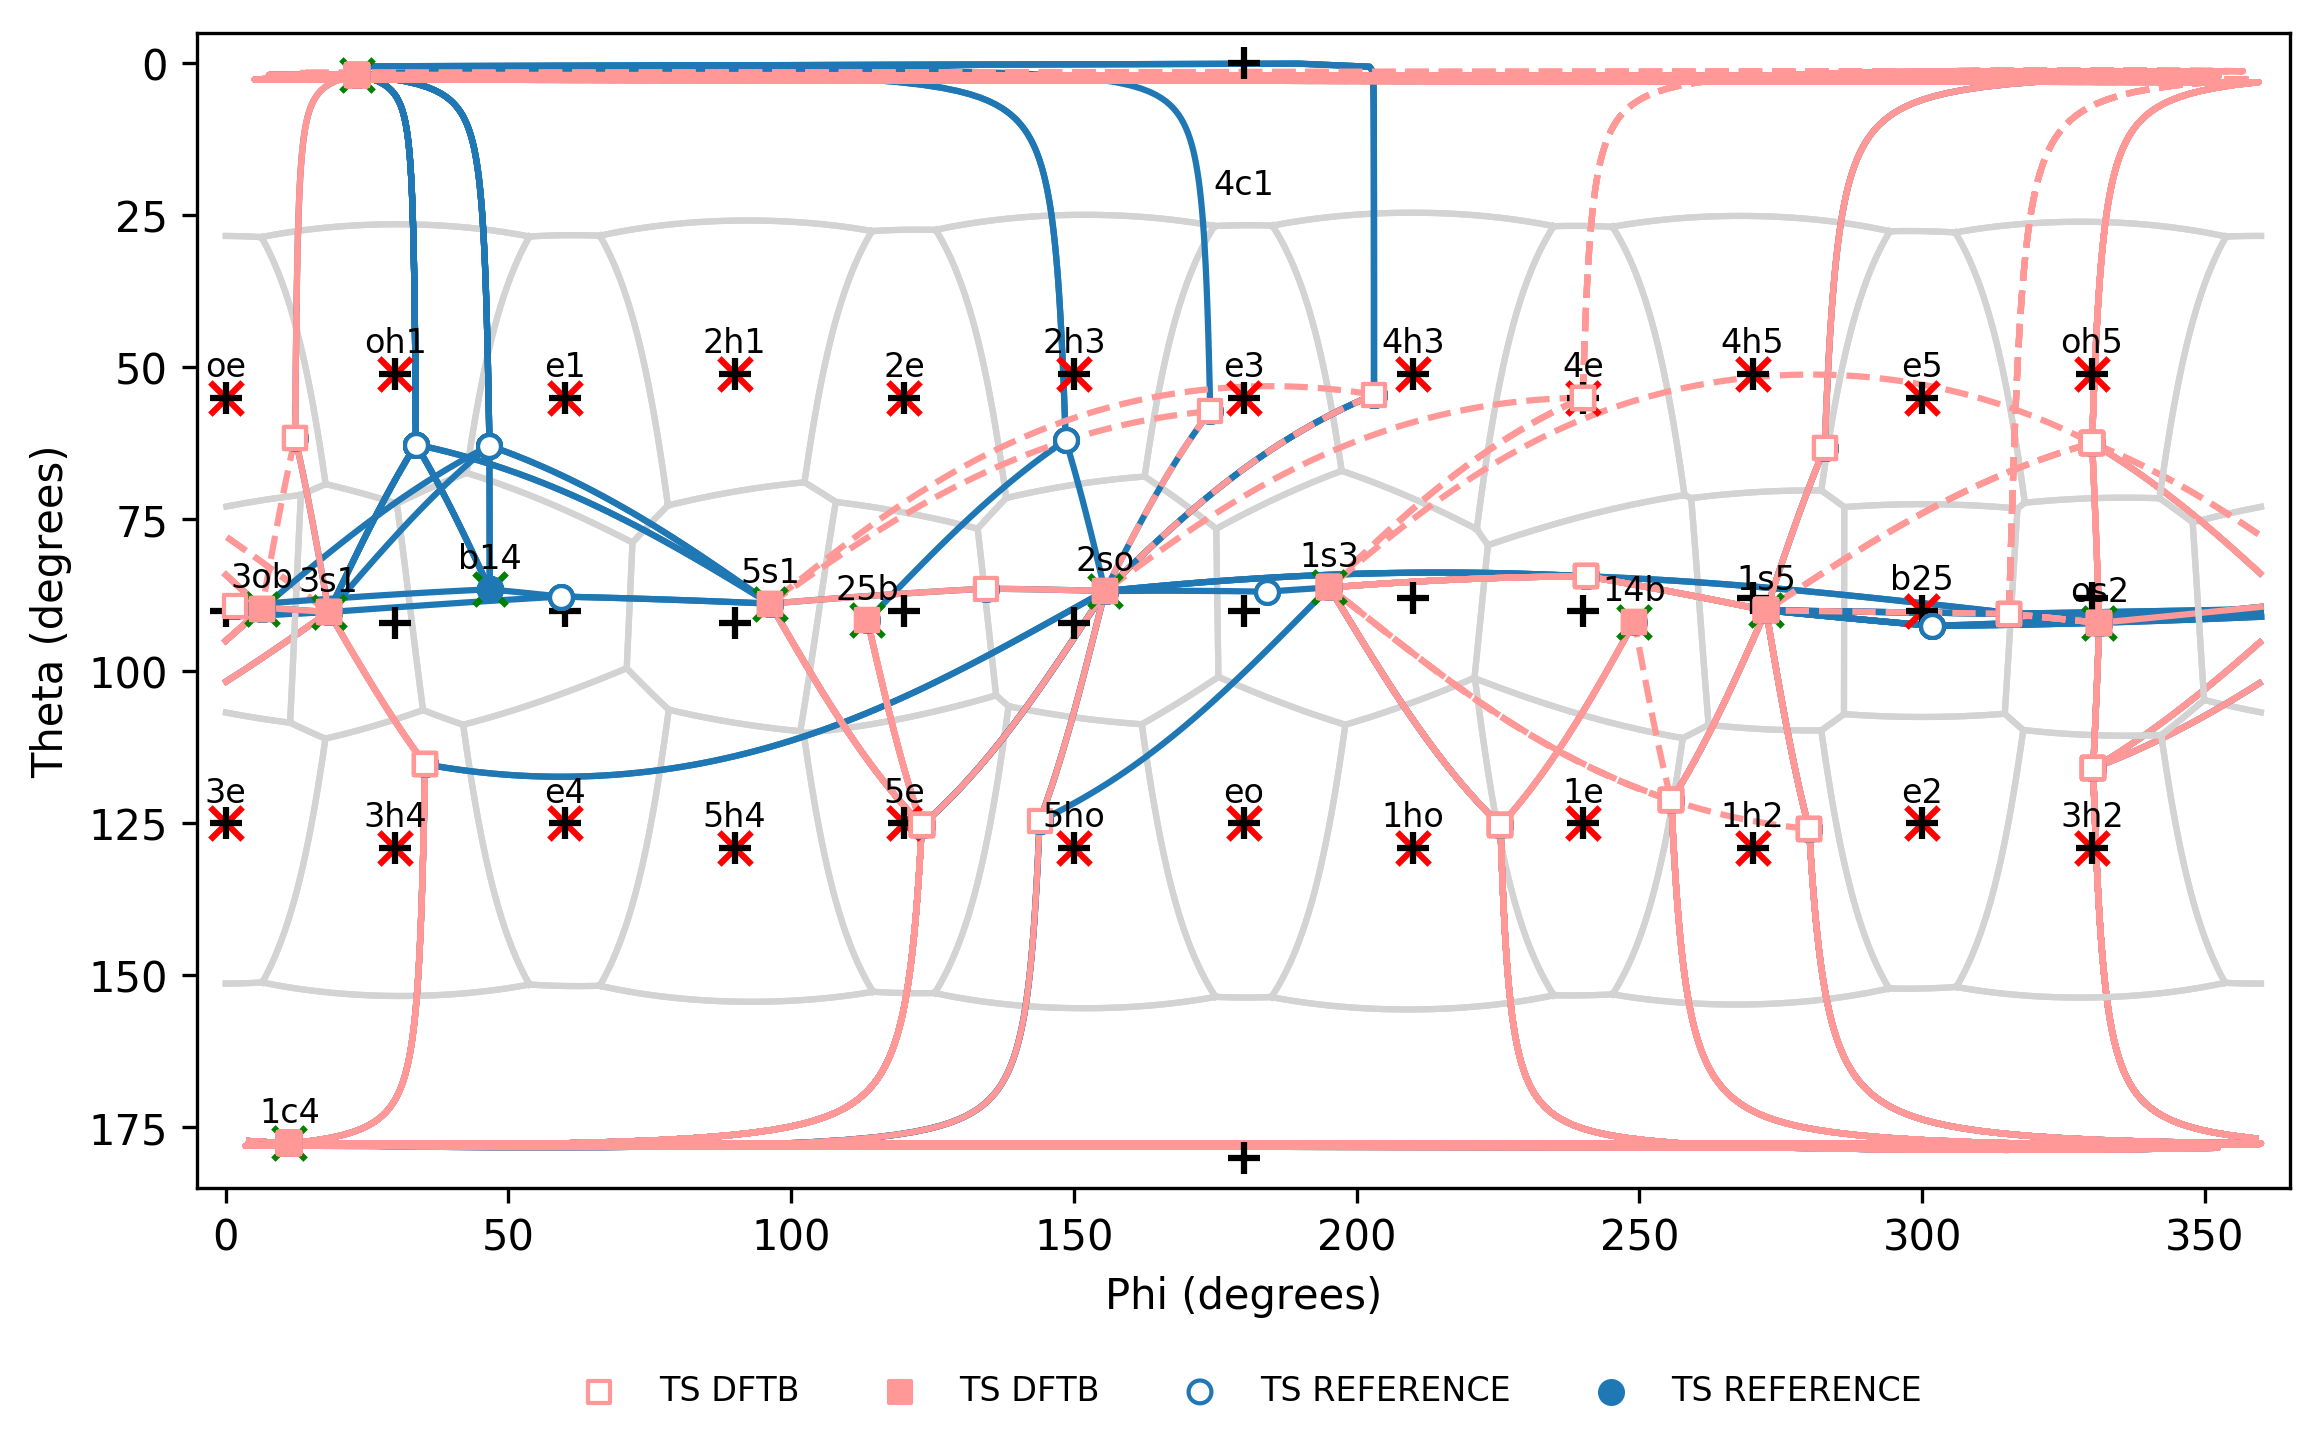 0
25
50
75
100
125
150
175
Theta (degrees)
4c1
oe
oh1
e1
2h1
2e
2h3
e3
4h3
4e
4h5
e5
oh5
3ob
3s1
b14
5s1
25b
2so
1s3
14b
1s5
b25
os2
3e
3h4
e4
5h4
5e
5ho
eo
1ho
1e
1h2
e2
3h2
1c4
0 50 100 150 200 250 300 350
Phi (degrees)
TS DFTB TS DFTB TS REFERENCE TS REFERENCE